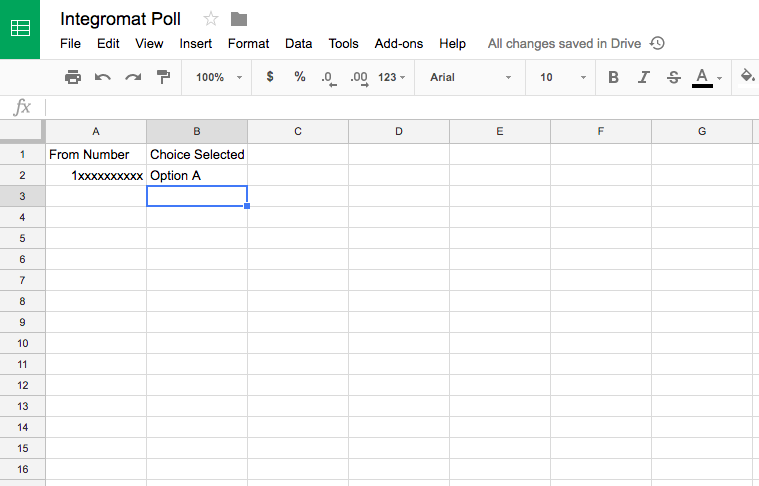 Integromat Poll
File Edit View Insert Format Data Tools Add-ons Help All changes saved in Drive
100% $ % .0 .00 123 Arial 10 B I S A
fx
A B C D E F G
1 From Number Choice Selected
2 1xxxxxxxxxx Option A
3
4
5
6
7
8
9
10
11
12
13
14
15
16